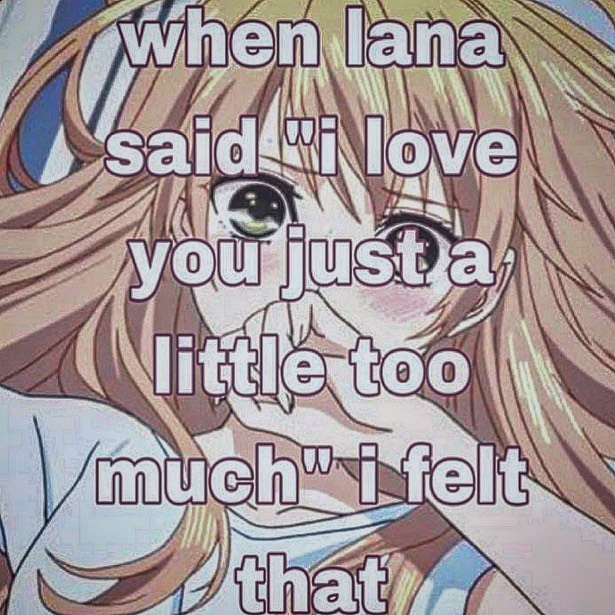 when lana
said "i love
you just a
little too
much" i felt
that